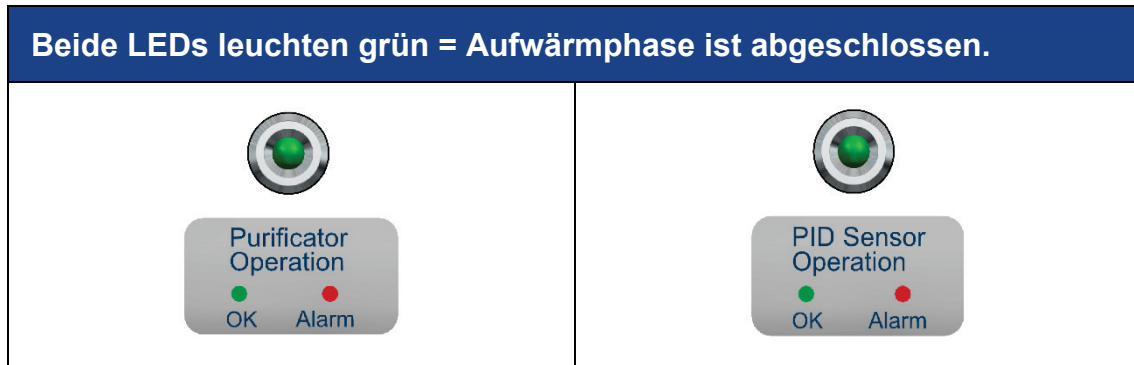 Beide LEDs leuchten grün = Aufwärmphase ist abgeschlossen.
Purificator
Operation
OK Alarm
PID Sensor
Operation
OK Alarm